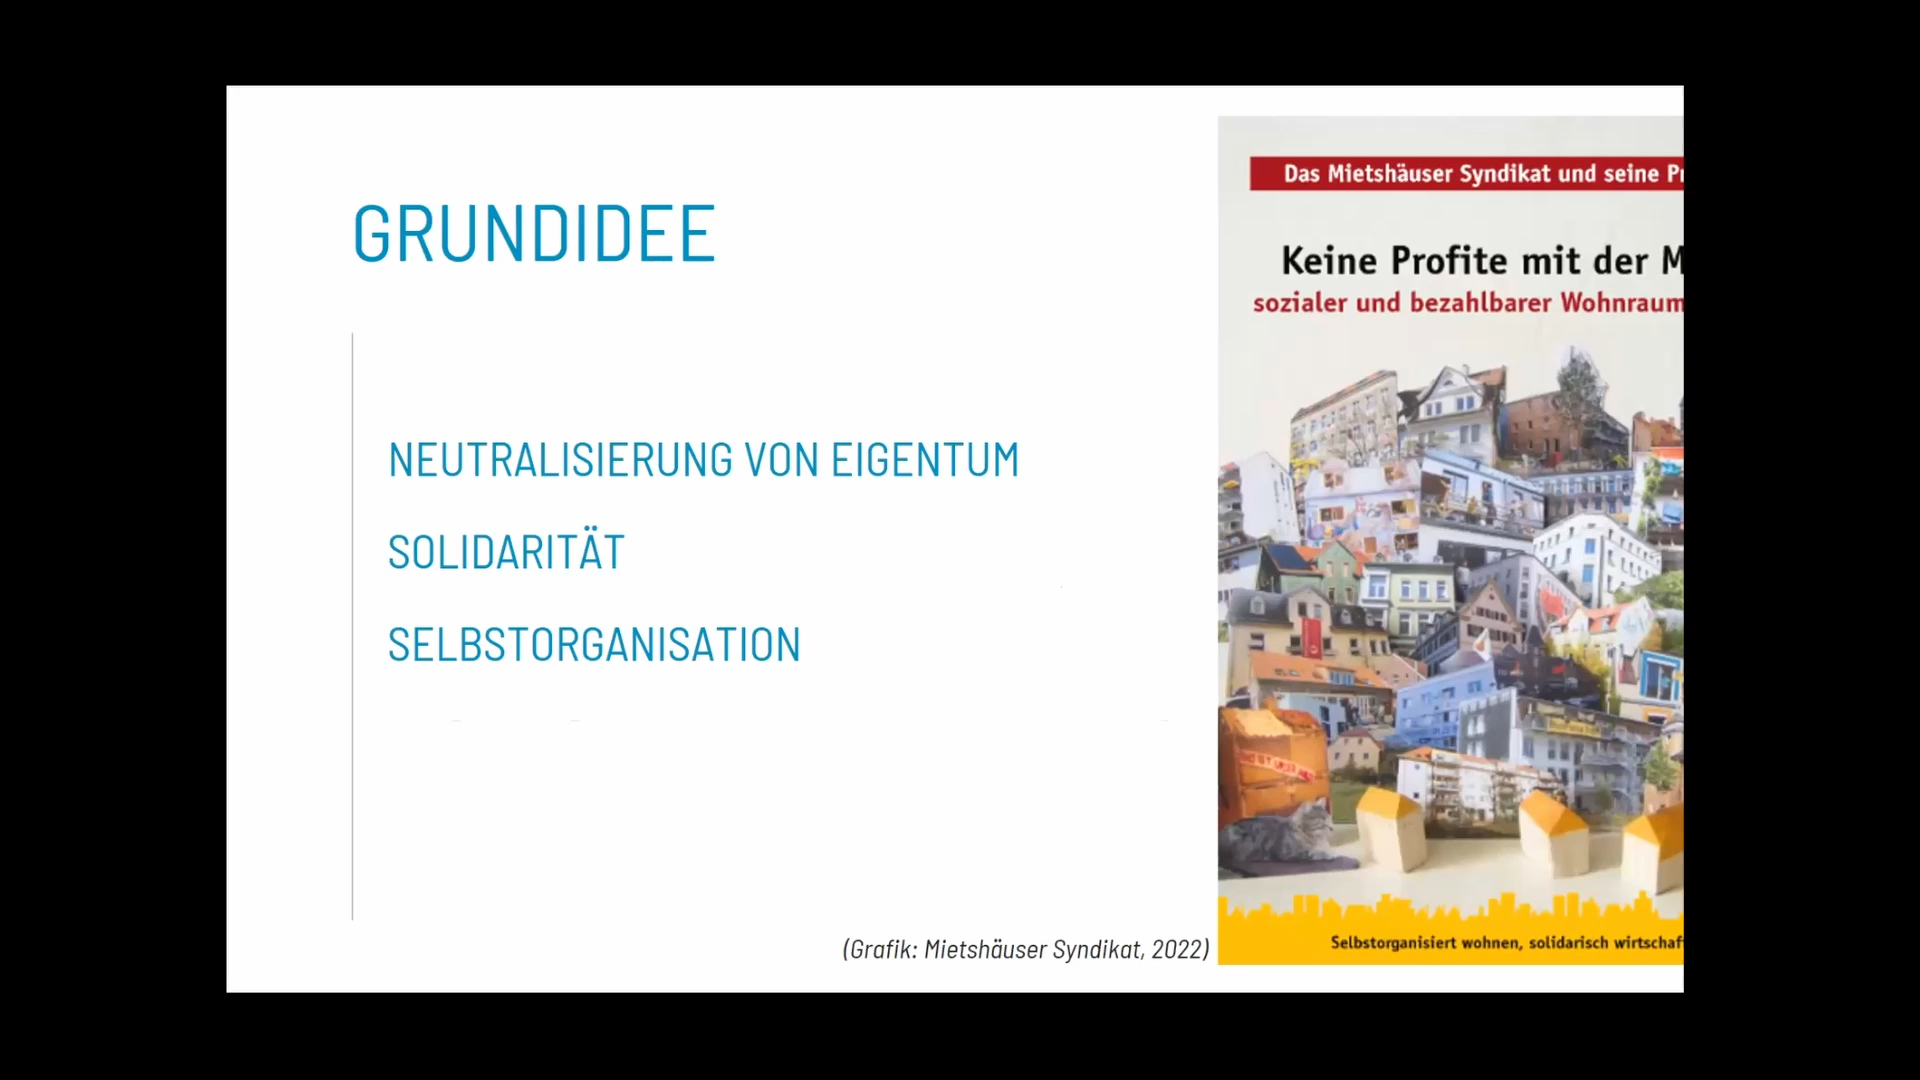 GRUNDIDEE
NEUTRALISIERUNG VON EIGENTUM
SOLIDARITÄT
SELBSTORGANISATION
(Grafik: Mietshäuser Syndikat, 2022)
Das Mietshäuser Syndikat und seine
Keine Profite mit der
sozialer und bezahlbarer Wohnraum
Selbstorganisiert wohnen, solidarisch